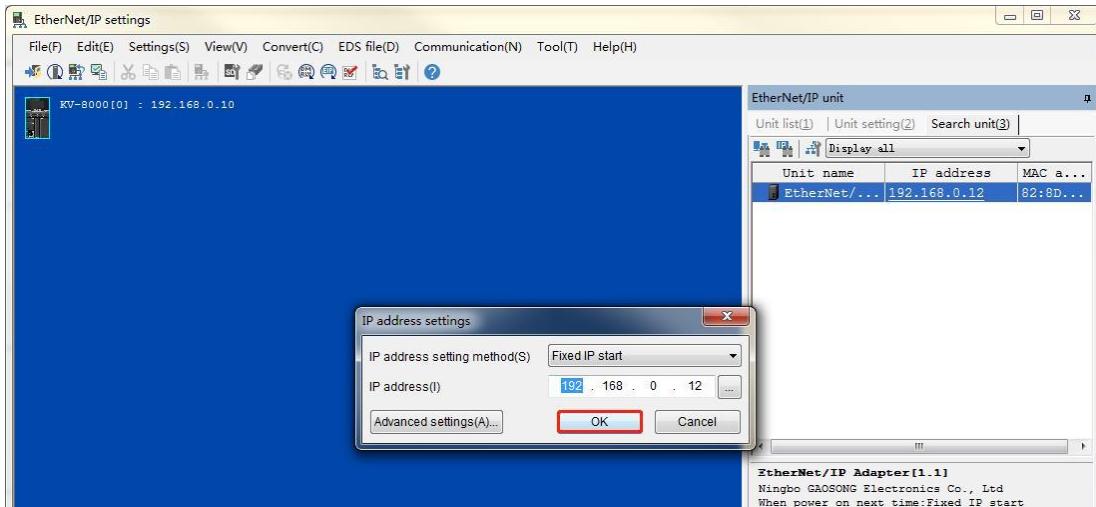 EtherNet/IP settings
File(F) Edit(E) Settings(S) View(V) Convert(C) EDS file(D) Communication(N) Tool(T) Help(H)
KV-8000[0] : 192.168.0.10
EtherNet/IP unit
Unit list(1) Unit setting(2) Search unit(3)
Display all
Unit name IP address MAC a...
EtherNet/... 192.168.0.12 82:8D...
IP address settings
IP address setting method(S) Fixed IP start
IP address(I) 192 . 168 . 0 . 12 ...
Advanced settings(A)... OK Cancel
EtherNet/IP Adapter[1.1]
Ningbo GAOSONG Electronics Co., Ltd
When power on next time:Fixed IP start